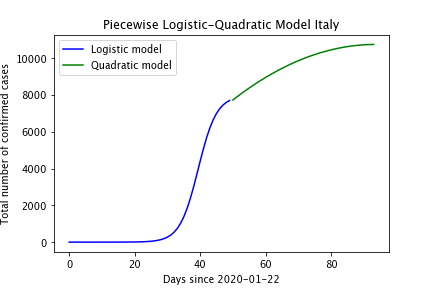 Piecewise Logistic-Quadratic Model Italy
Logistic model
Quadratic model
Total number of confirmed cases
10000
8000
6000
4000
2000
0
0 20 40 60 80
Days since 2020-01-22